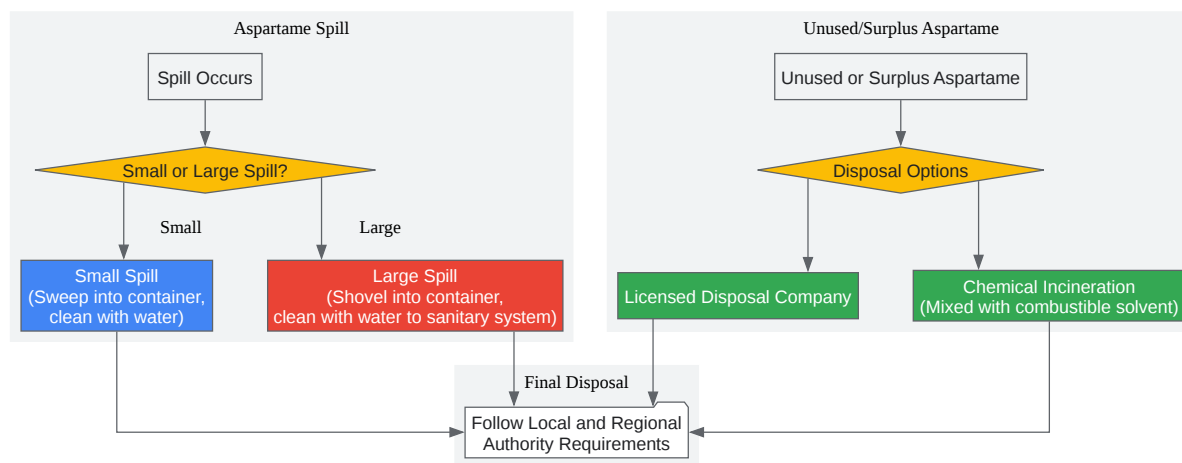 Aspartame Spill
Spill Occurs
Small or Large Spill?
Small
Large
Small Spill
(Sweep into container,
clean with water)
Large Spill
(Shovel into container,
clean with water to sanitary system)
Unused/Surplus Aspartame
Unused or Surplus Aspartame
Disposal Options
Licensed Disposal Company
Chemical Incineration
(Mixed with combustible solvent)
Final Disposal
Follow Local and Regional
Authority Requirements